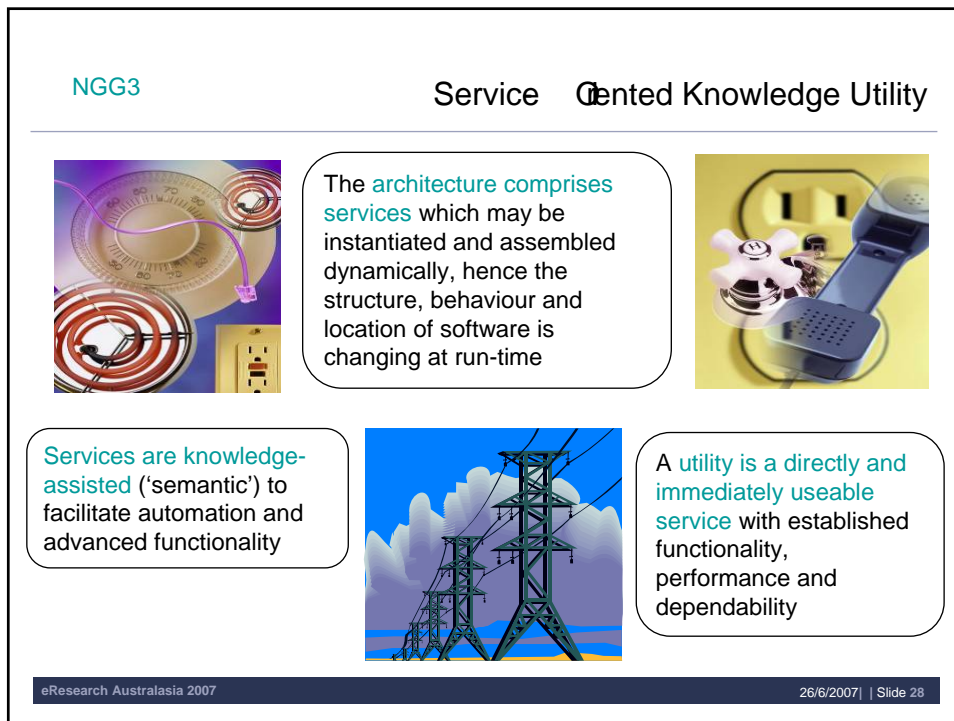 NGG3
Service Oriented Knowledge Utility
The architecture comprises
services which may be
instantiated and assembled
dynamically, hence the
structure, behaviour and
location of software is
changing at run-time
Services are knowledge-
assisted (‘semantic’) to
facilitate automation and
advanced functionality
A utility is a directly and
immediately useable
service with established
functionality,
performance and
dependability
eResearch Australasia 2007
26/6/2007| | Slide 28